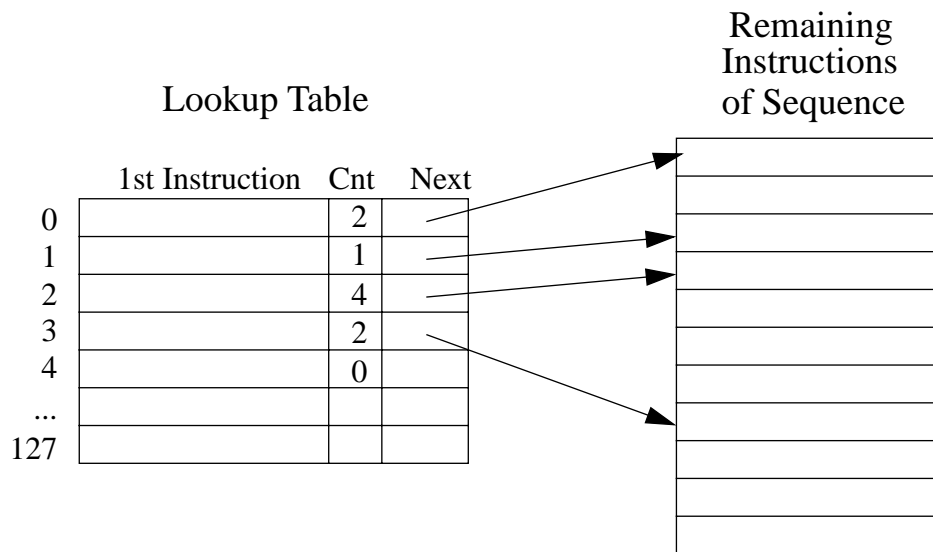 Remaining
Instructions
of Sequence
Lookup Table
1st Instruction Cnt Next
0 2
1 1
2 4
3 2
4 0
...
127